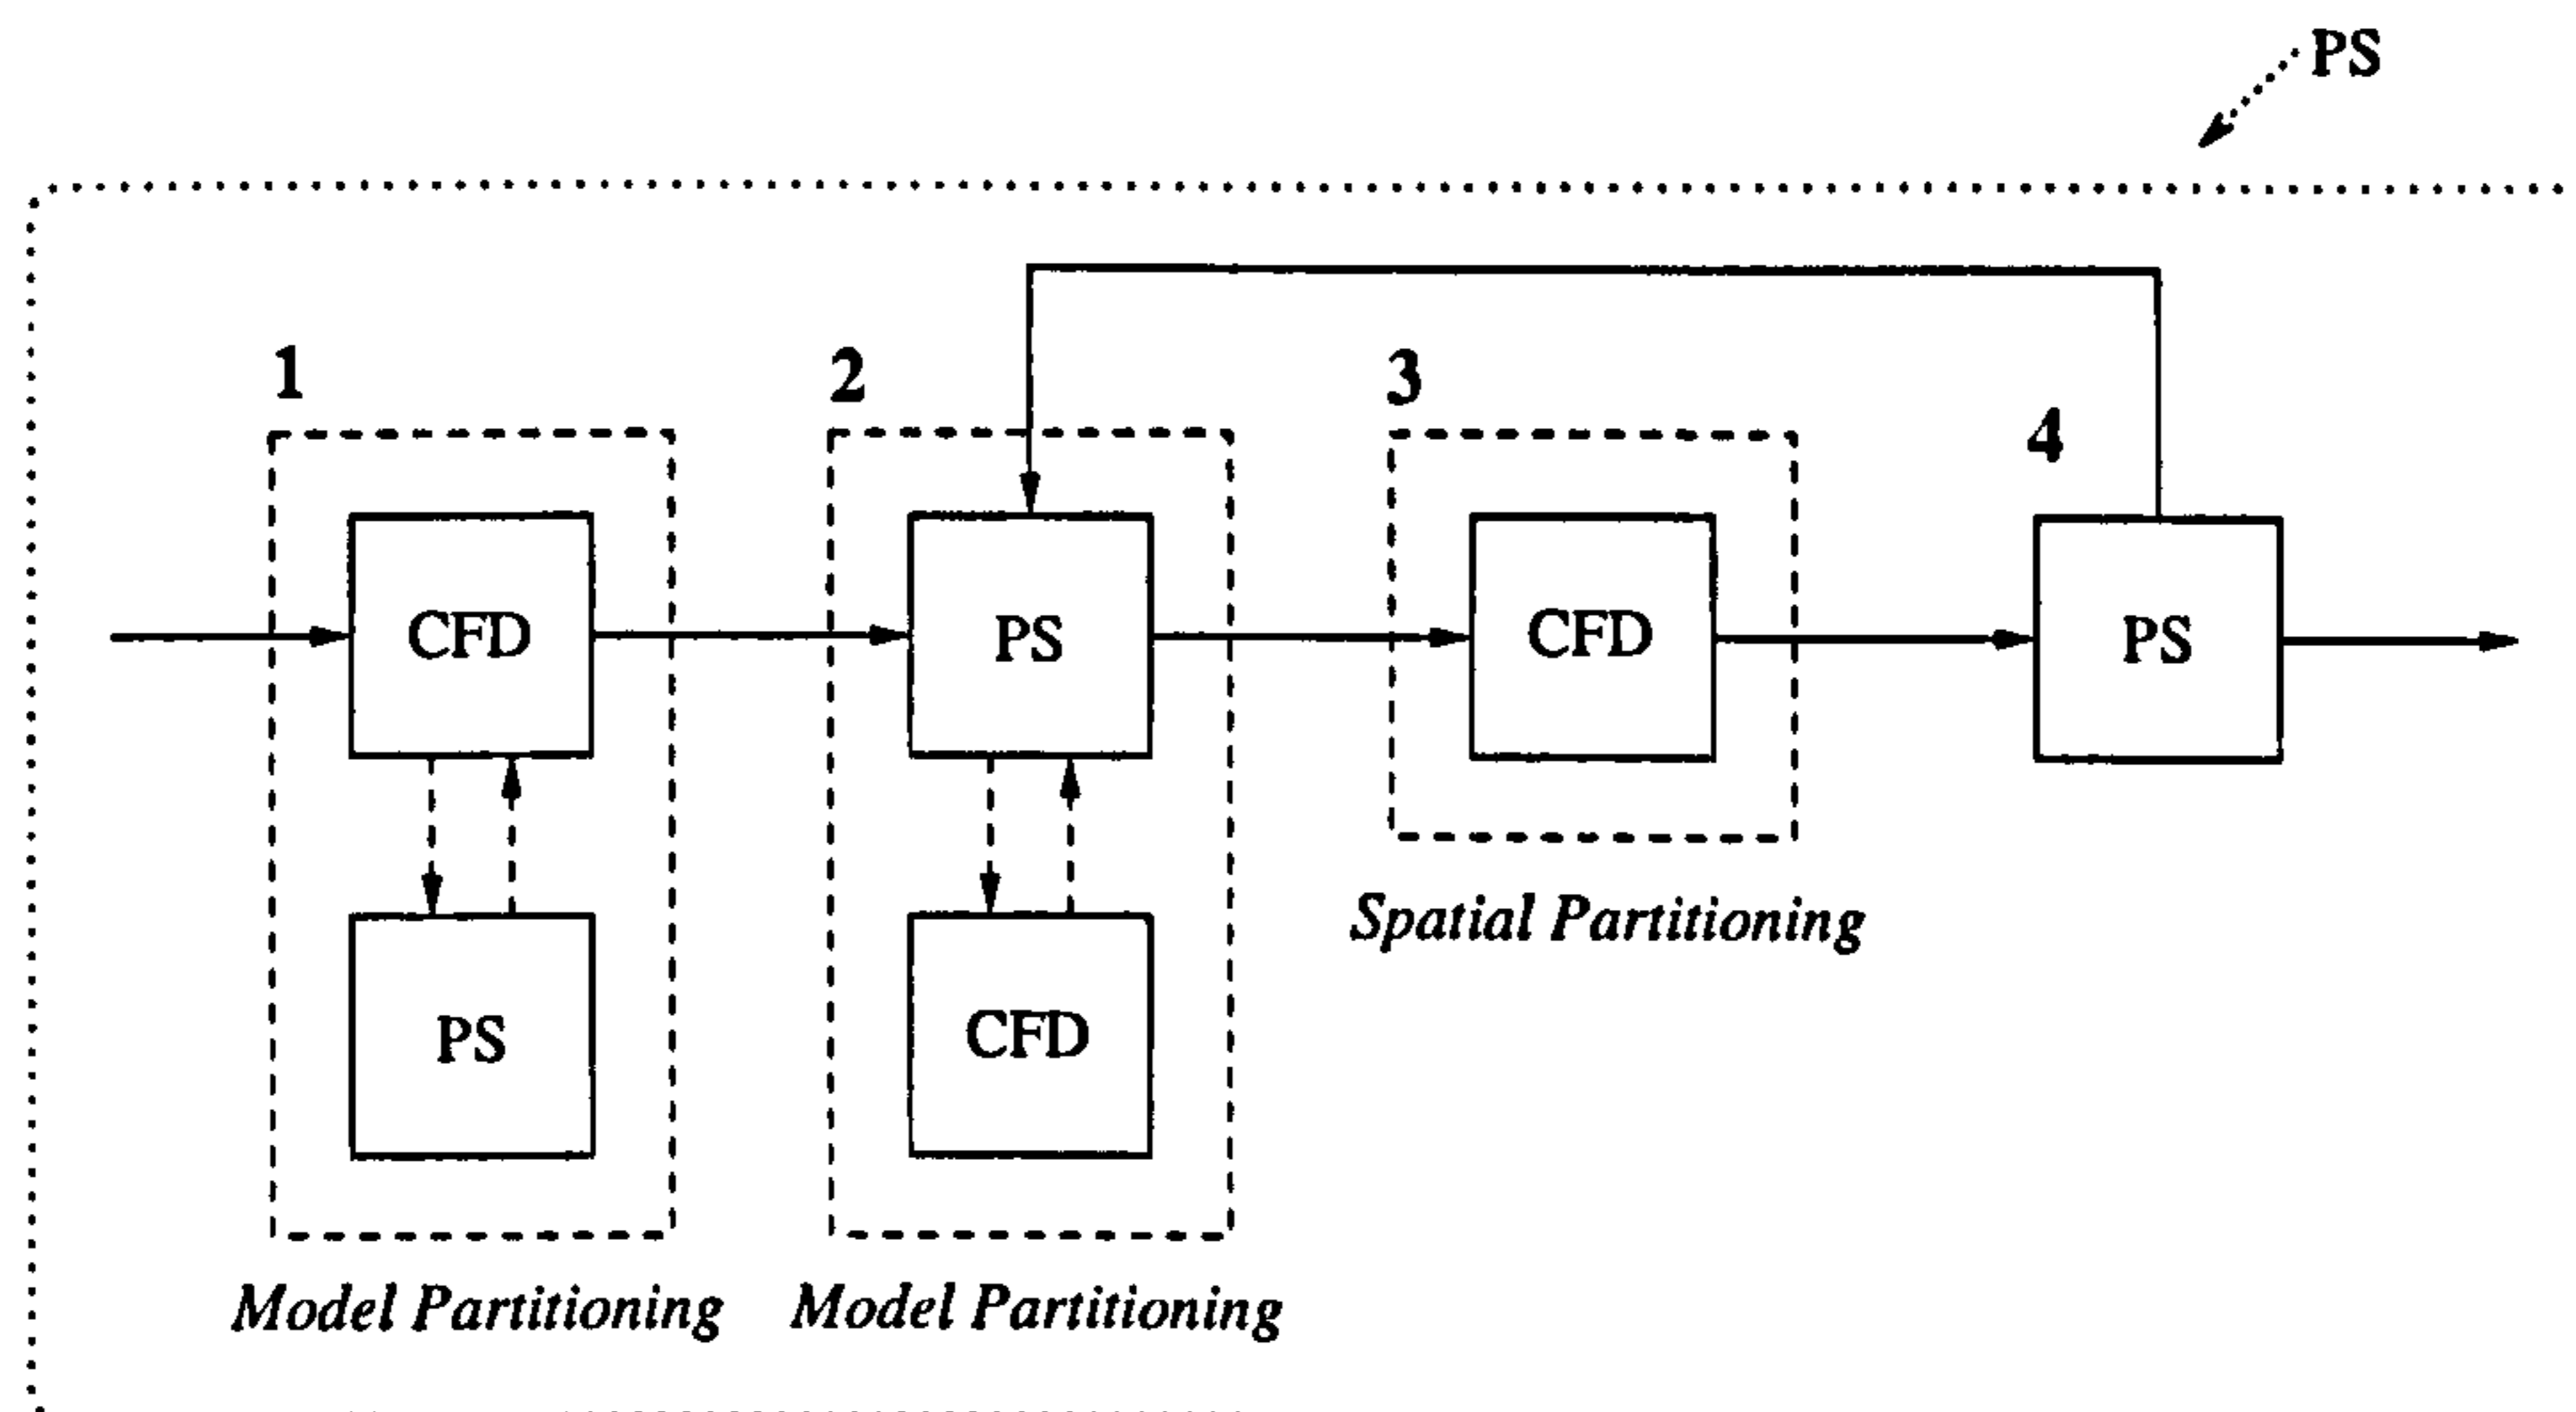 PS
1
2
3
4
CFD
PS
CFD
PS
PS
CFD
Spatial Partitioning
Model Partitioning
Model Partitioning